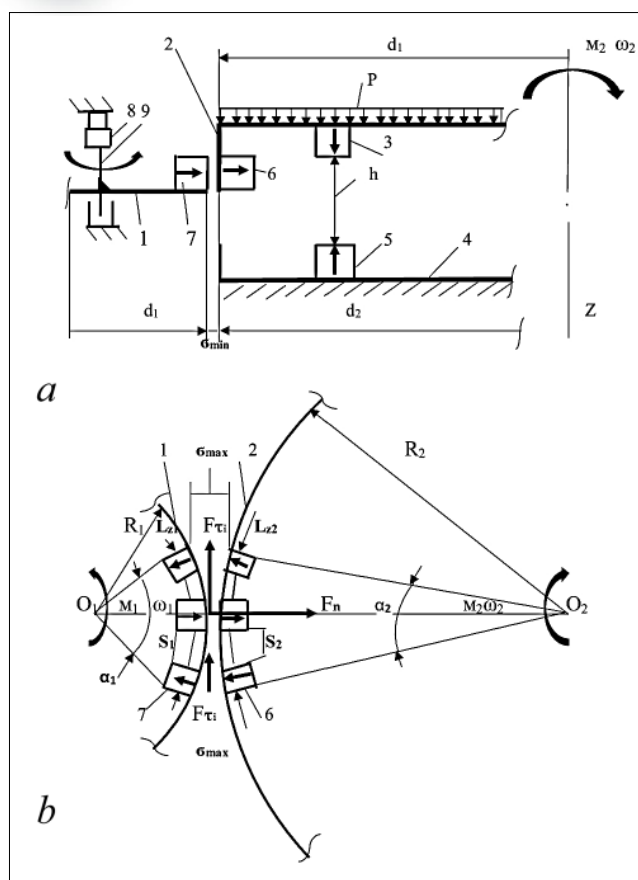 d₁ M₂ ω₂
2
P
8 9
3
6
h
1 7
5 4
d₁ d₂ Z
σmin
a
1 σmax 2
R₂
R₁ Lz1 Fτi Lz2
O₁ M₁ ω₁ Fn α₂ M₂ω₂ O₂
S₁ S₂
α₁
7 Fτi 6
σmax
b